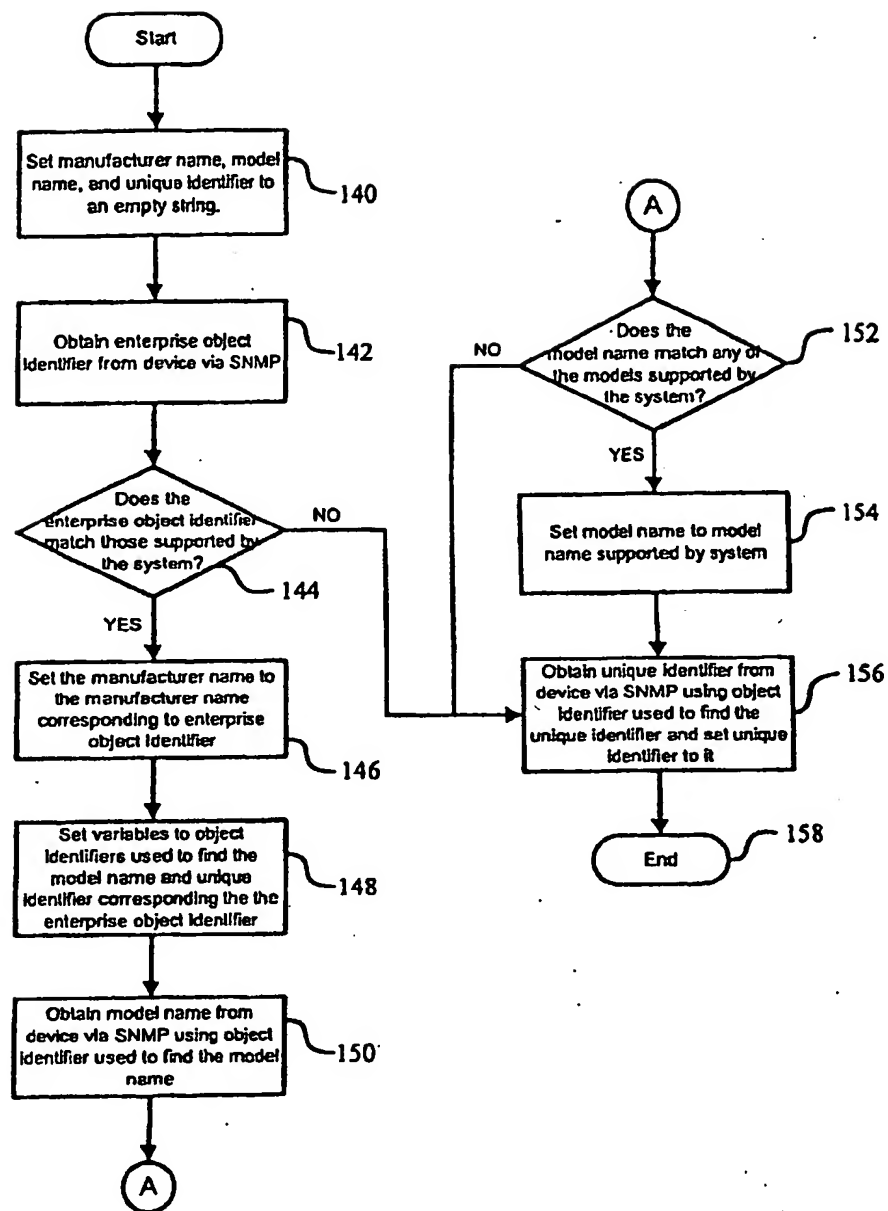 Start
Set manufacturer name, model
name, and unique identifier to
an empty string.
140
Obtain enterprise object
identifier from device via SNMP
142
Does the
enterprise object identifier
match those supported by
the system?
NO
144
YES
Set the manufacturer name to
the manufacturer name
corresponding to enterprise
object identifier
146
Set variables to object
identifiers used to find the
model name and unique
identifier corresponding the the
enterprise object identifier
148
Obtain model name from
device via SNMP using object
identifier used to find the model
name
150
A
A
Does the
model name match any of
the models supported by
the system?
152
NO
YES
Set model name to model
name supported by system
154
Obtain unique identifier from
device via SNMP using object
identifier used to find the
unique identifier and set unique
identifier to it
156
End
158